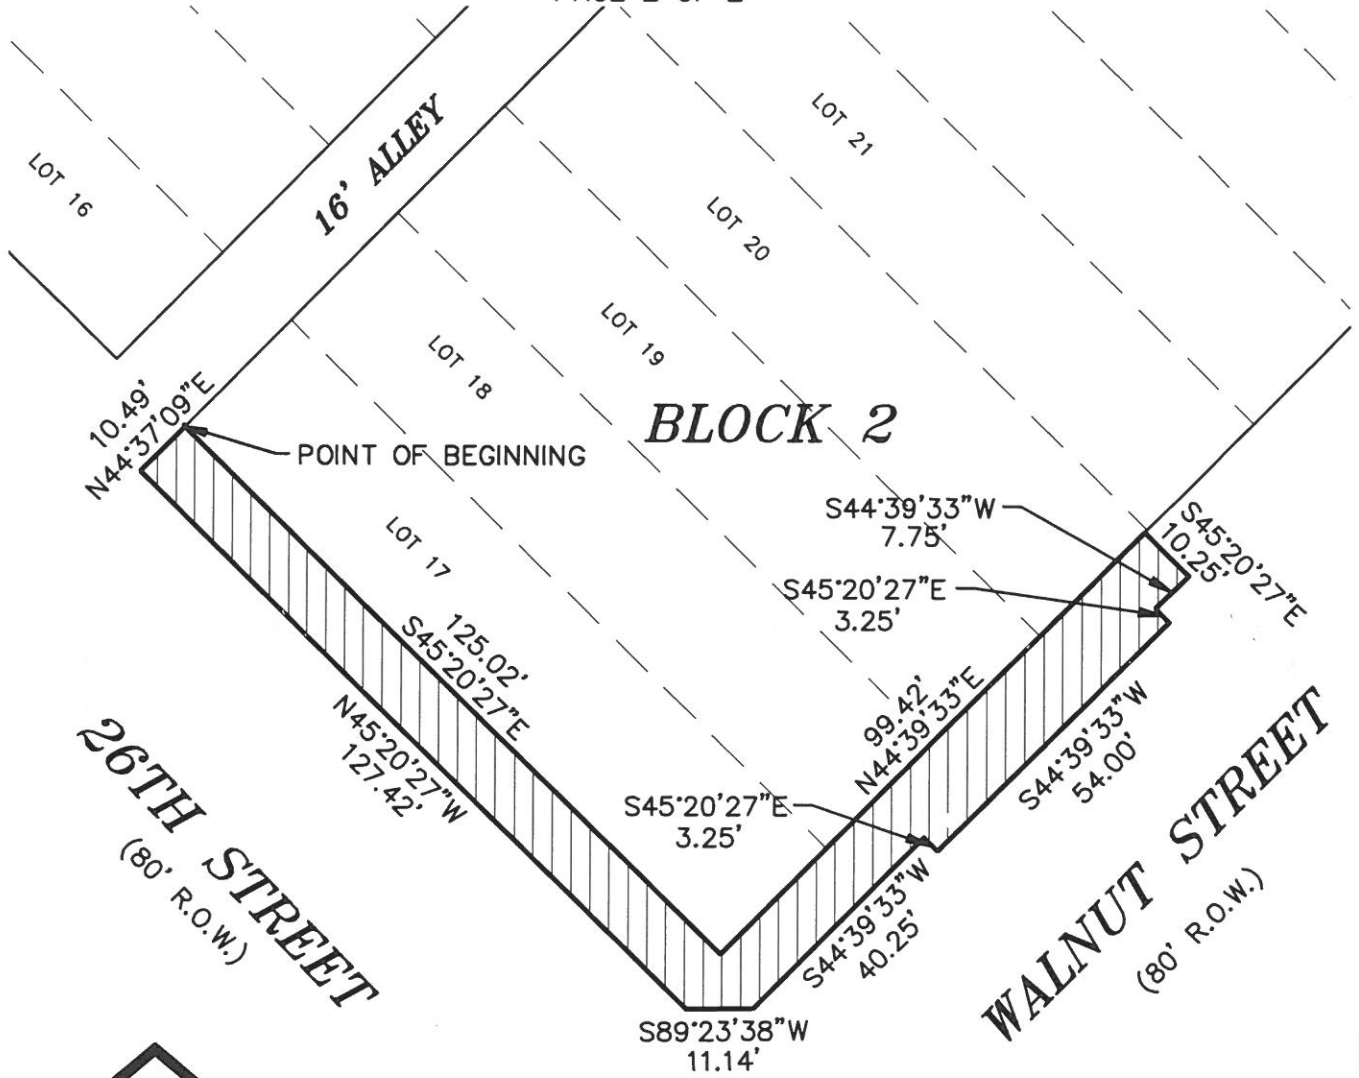 LOT 16
16' ALLEY
LOT 21
LOT 20
LOT 19
LOT 18
BLOCK 2
10.49'
N44°37'09"E
POINT OF BEGINNING
LOT 17
S44°39'33"W
7.75'
S45°20'27"E
10.25'
S45°20'27"E
3.25'
125.02'
S45°20'27"E
99.42'
N44°39'33"E
N45°20'27"W
127.42'
S44°39'33"W
54.00'
S45°20'27"E
3.25'
26TH STREET
(80' R.O.W.)
S44°39'33"W
40.25'
WALNUT STREET
(80' R.O.W.)
S89°23'38"W
11.14'